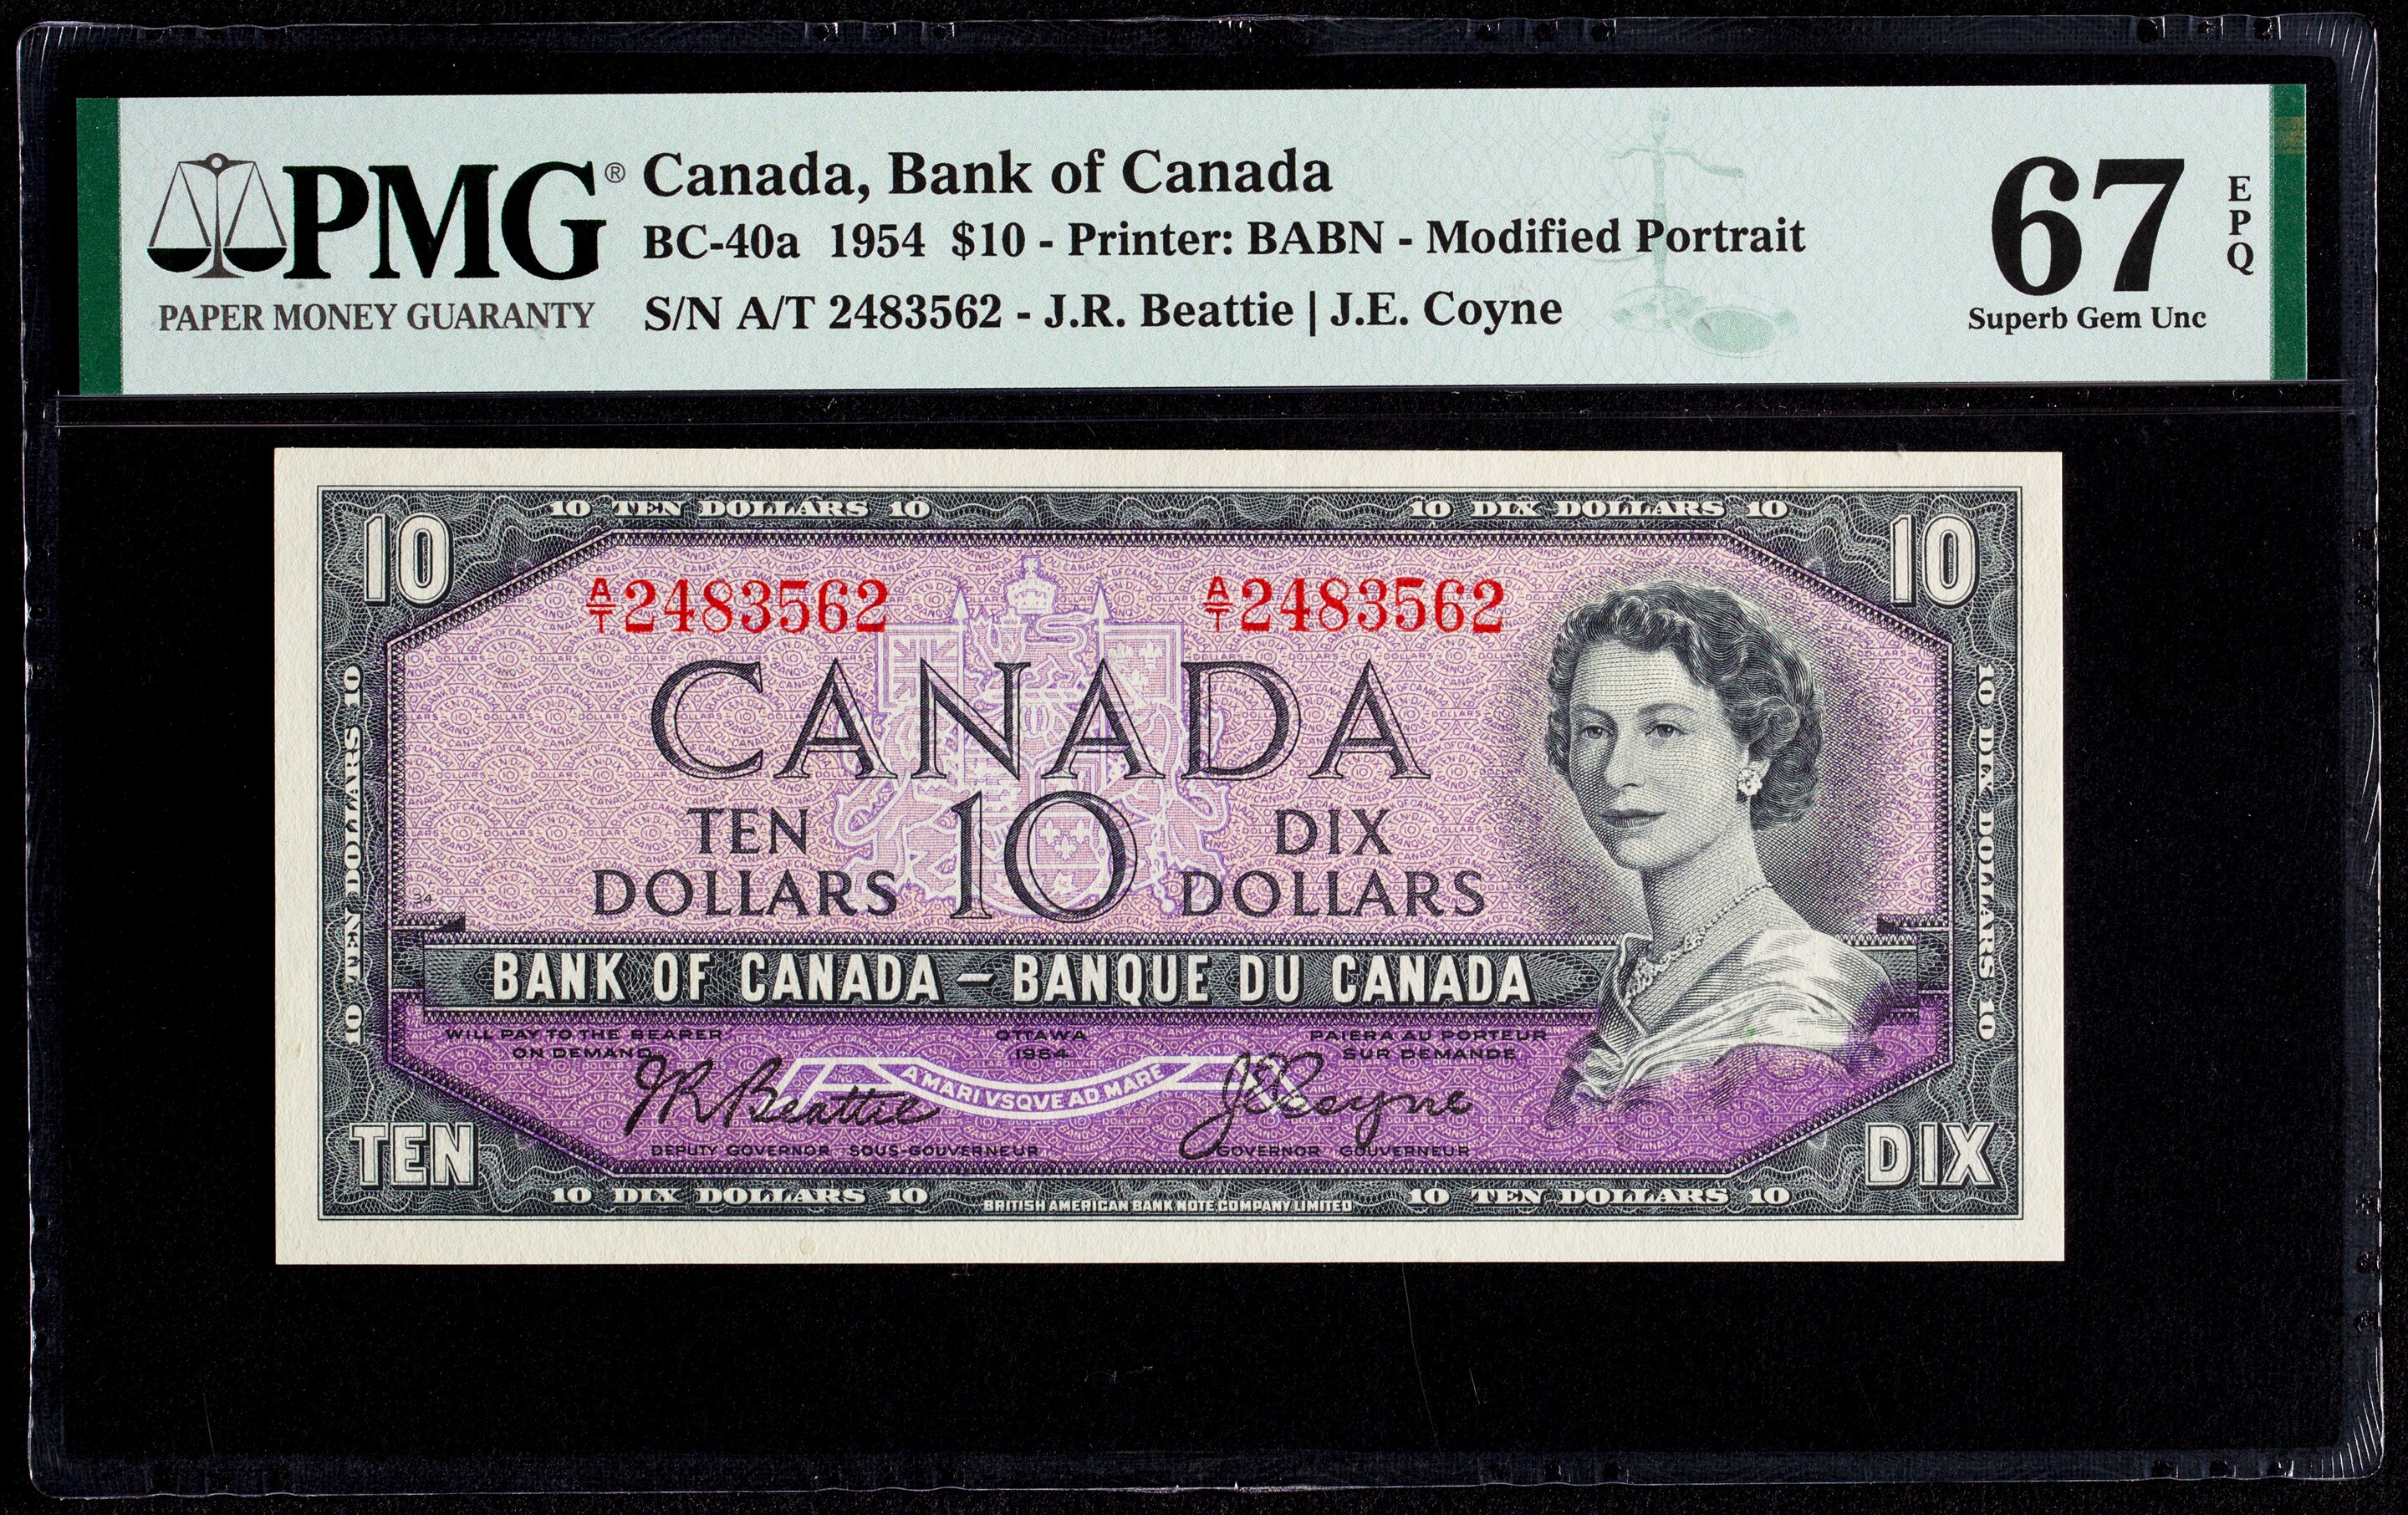 PMG®
PAPER MONEY GUARANTY
Canada, Bank of Canada
BC-40a 1954 $10 - Printer: BABN - Modified Portrait
S/N A/T 2483562 - J.R. Beattie | J.E. Coyne
67
EPQ
Superb Gem Unc
10 TEN DOLLARS 10
10 DIX DOLLARS 10
10
10
A/T 2483562
A/T 2483562
CANADA
TEN DOLLARS
10
DIX DOLLARS
10 TEN DOLLARS 10
10 DIX DOLLARS 10
34
BANK OF CANADA – BANQUE DU CANADA
WILL PAY TO THE BEARER
ON DEMAND
OTTAWA
1954
PAIERA AU PORTEUR
SUR DEMANDE
JR Beattie
A MARI VSQVE AD MARE
JE Coyne
DEPUTY GOVERNOR SOUS-GOUVERNEUR
GOVERNOR GOUVERNEUR
TEN
DIX
10 DIX DOLLARS 10
BRITISH AMERICAN BANK NOTE COMPANY LIMITED
10 TEN DOLLARS 10